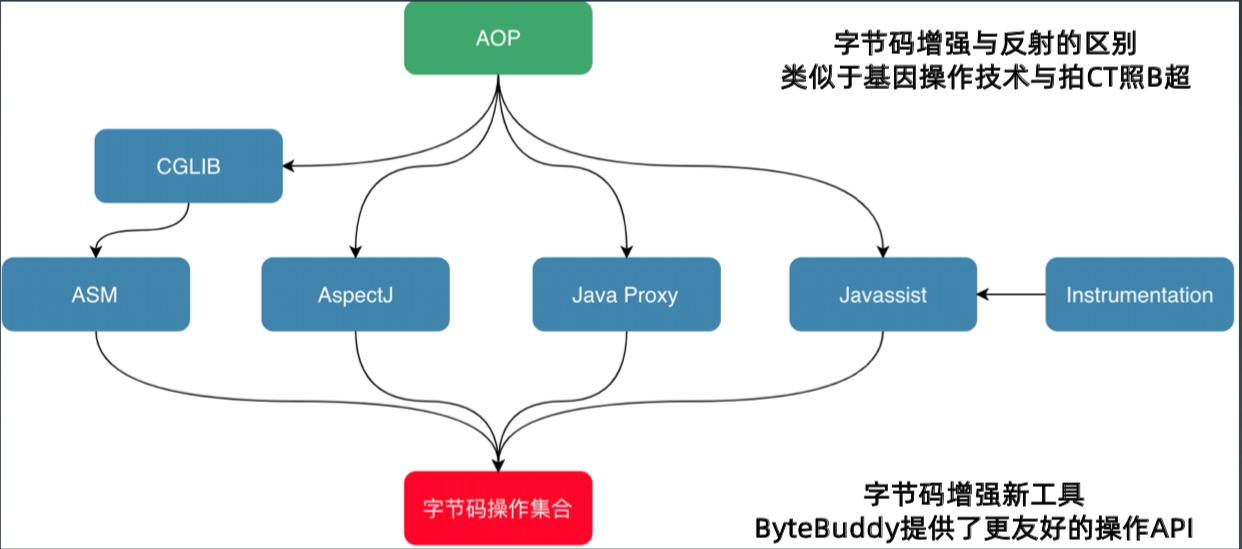 AOP
字节码增强与反射的区别
类似于基因操作技术与拍CT照B超
CGLIB
ASM
AspectJ
Java Proxy
Javassist
Instrumentation
字节码操作集合
字节码增强新工具
ByteBuddy提供了更友好的操作API